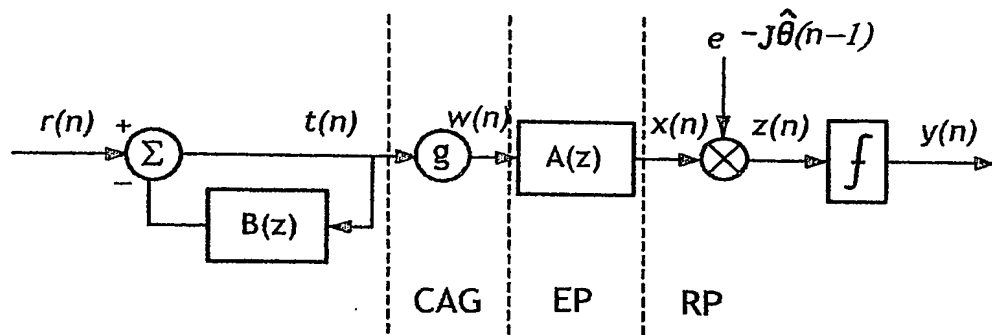 e -jθ̂(n-1)
r(n) + t(n) w(n) x(n) z(n) y(n)
Σ g A(z) ∫
-
B(z)
CAG EP RP